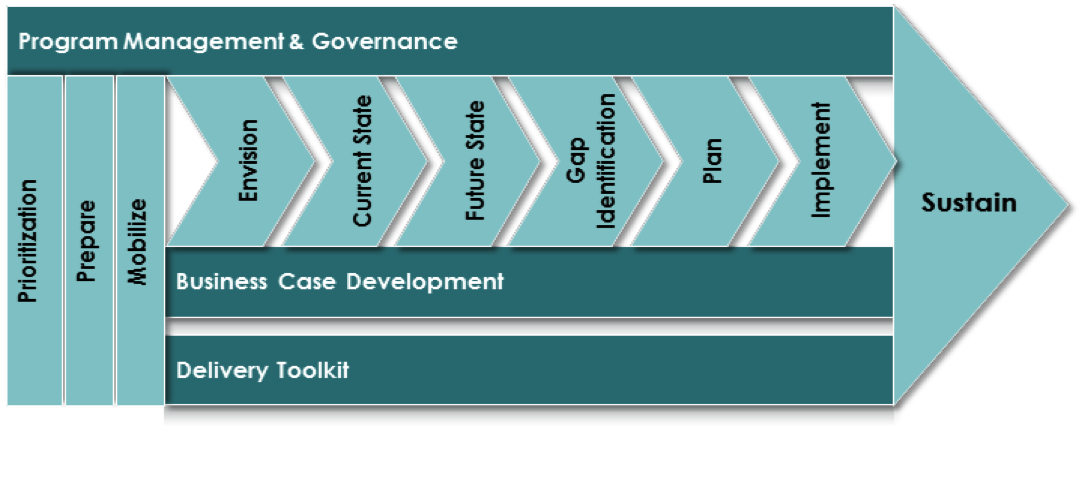 Program Management & Governance
Prioritization
Prepare
Mobilize
Envision
Current State
Future State
Gap
Identification
Plan
Implement
Sustain
Business Case Development
Delivery Toolkit